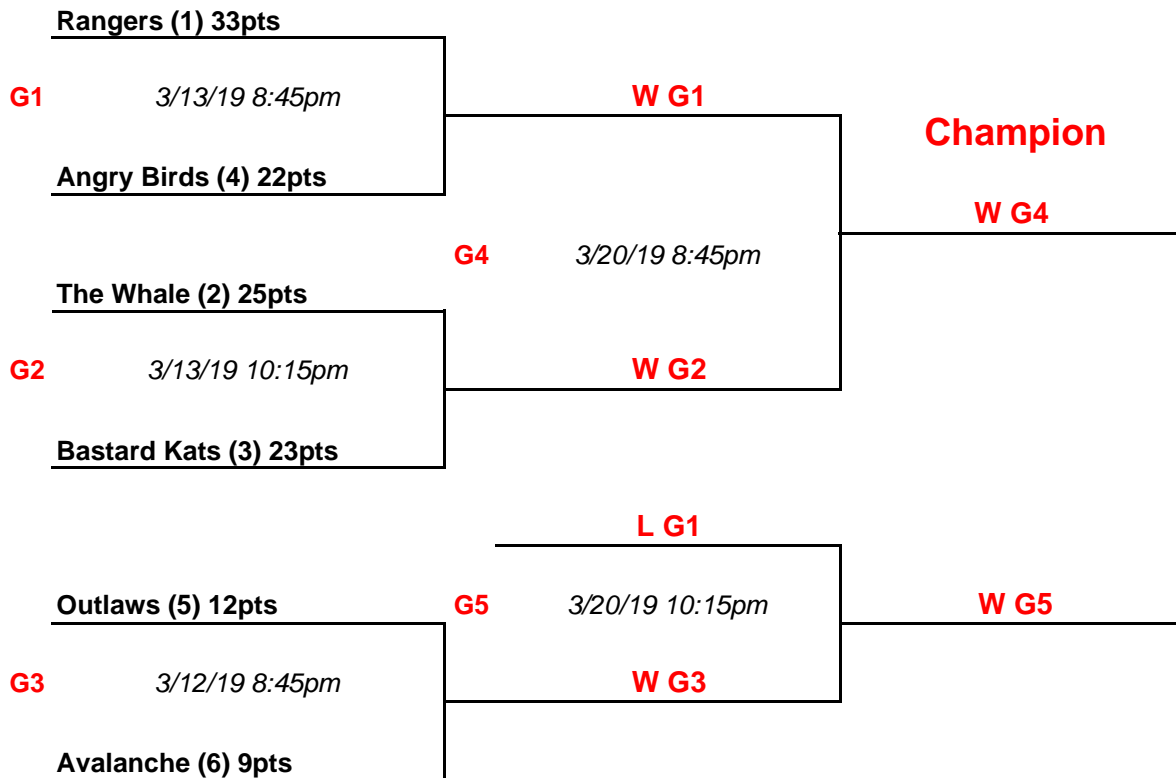 Rangers (1) 33pts
G1 3/13/19 8:45pm W G1
Champion
Angry Birds (4) 22pts
W G4
G4 3/20/19 8:45pm
The Whale (2) 25pts
G2 3/13/19 10:15pm W G2
Bastard Kats (3) 23pts
L G1
Outlaws (5) 12pts G5 3/20/19 10:15pm W G5
G3 3/12/19 8:45pm W G3
Avalanche (6) 9pts